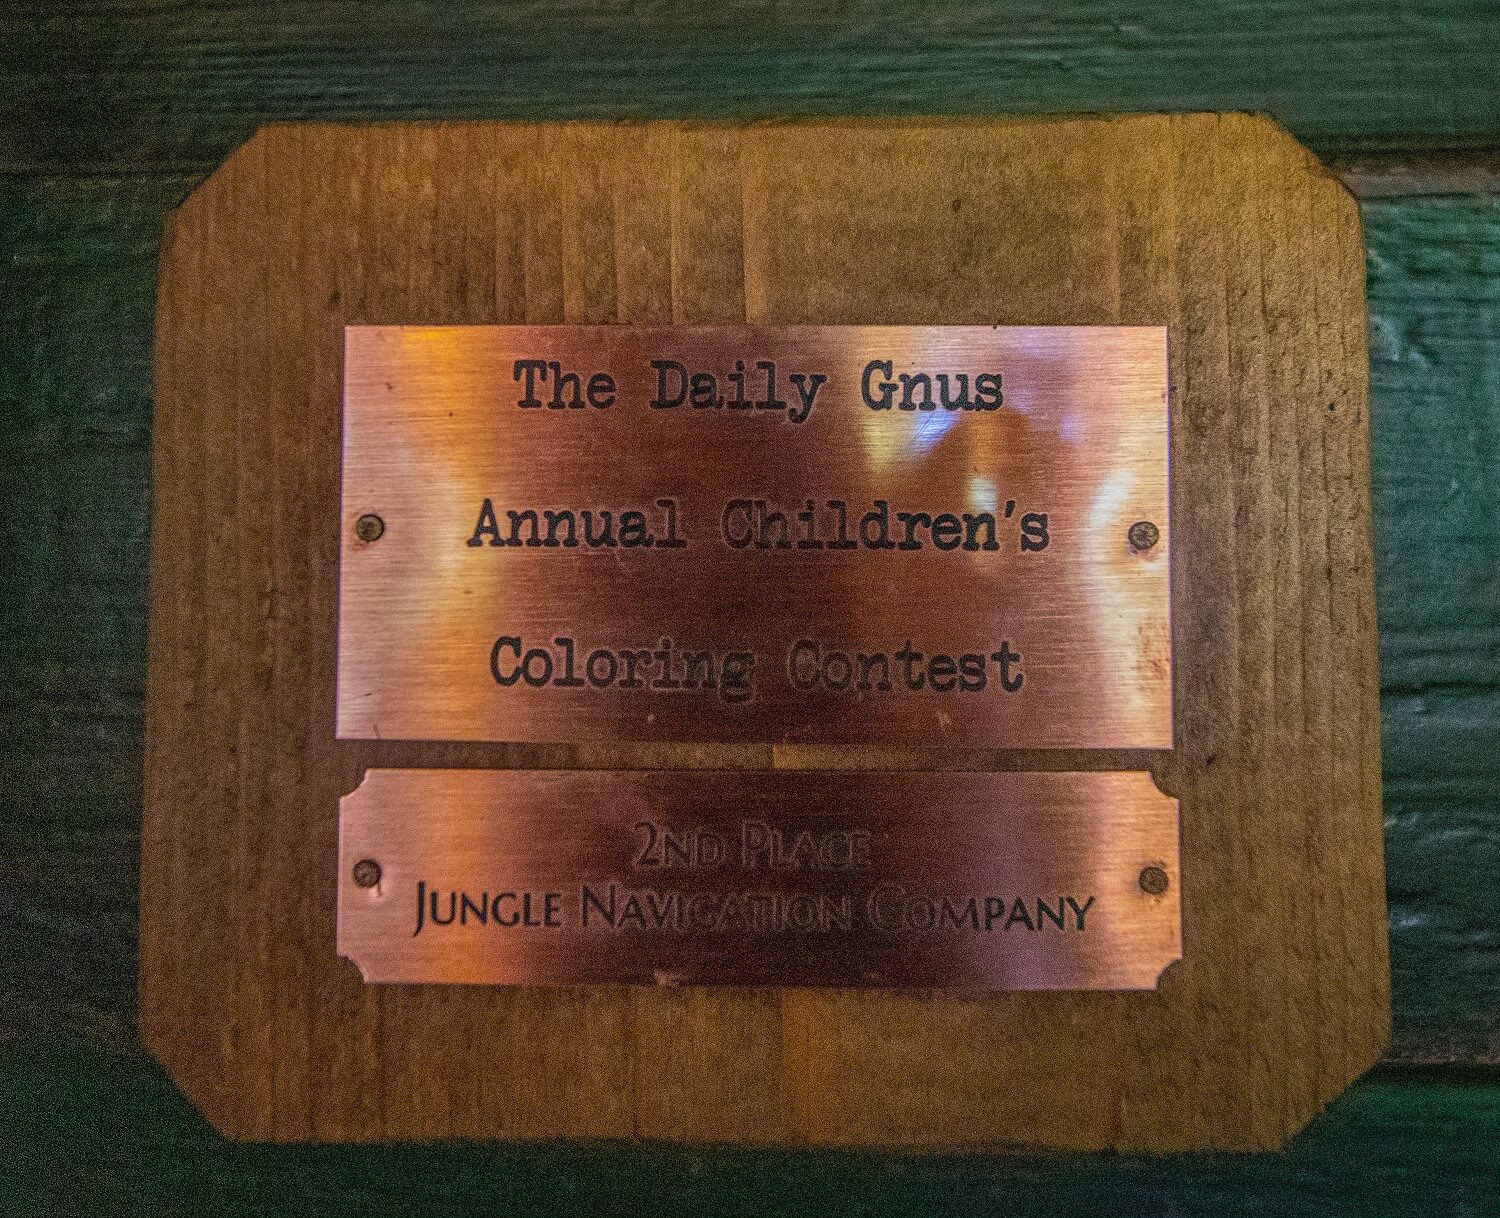 The Daily Gnus
Annual Children's
Coloring Contest
2ND PLACE
JUNGLE NAVIGATION COMPANY